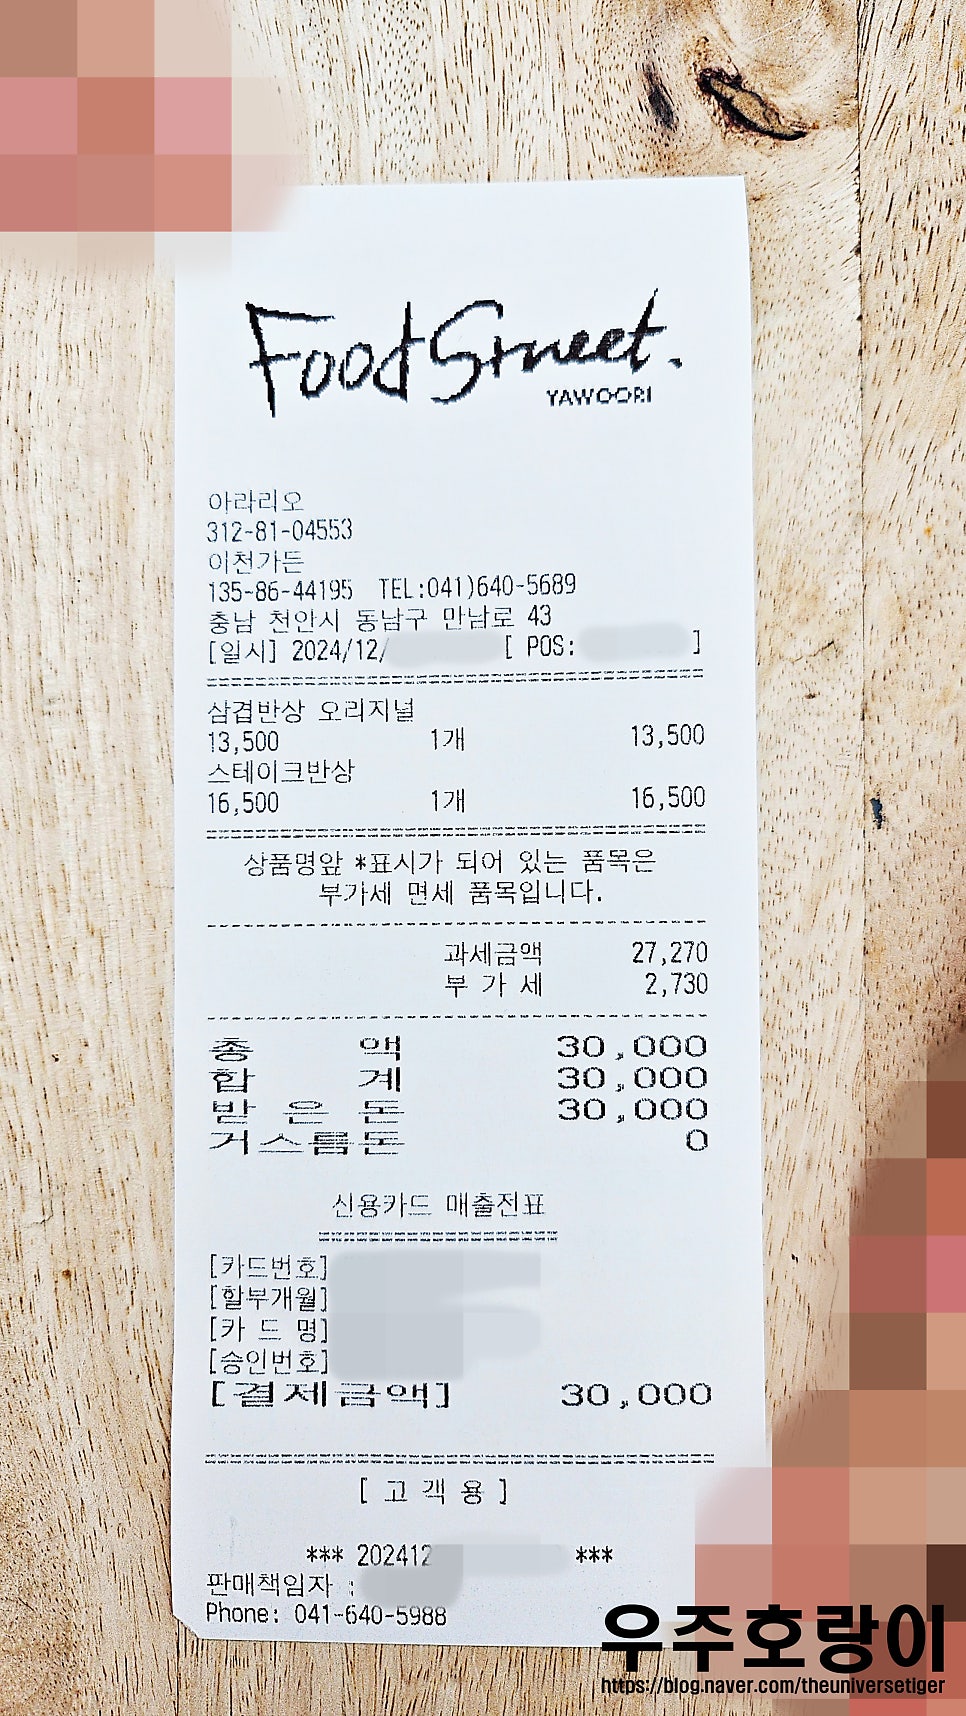 Food Street.
YAWOORI
아라리오
312-81-04553
이천가든
135-86-44195 TEL:041)640-5689
충남 천안시 동남구 만남로 43
[일시] 2024/12/ [ POS: ]
삼겹반상 오리지널
13,500 1개 13,500
스테이크반상
16,500 1개 16,500
상품명앞 *표시가 되어 있는 품목은
부가세 면세 품목입니다.
과세금액 27,270
부 가 세 2,730
총 액 30,000
합 계 30,000
받 은 돈 30,000
거스름돈 0
신용카드 매출전표
[카드번호]
[할부개월]
[카 드 명]
[승인번호]
[결제금액] 30,000
[ 고 객 용 ]
*** 202412 ***
판매책임자 :
Phone: 041-640-5988
우주호랑이
https://blog.naver.com/theuniversetiger